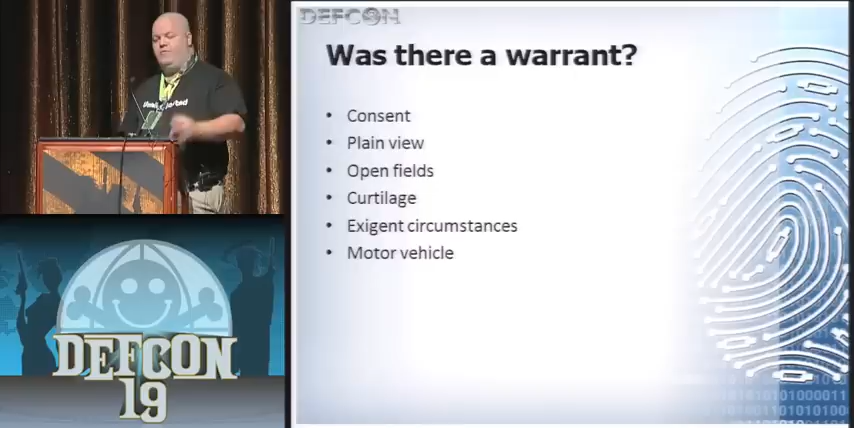 DEFCON
Was there a warrant?
• Consent
• Plain view
• Open fields
• Curtilage
• Exigent circumstances
• Motor vehicle
DEFCON
19